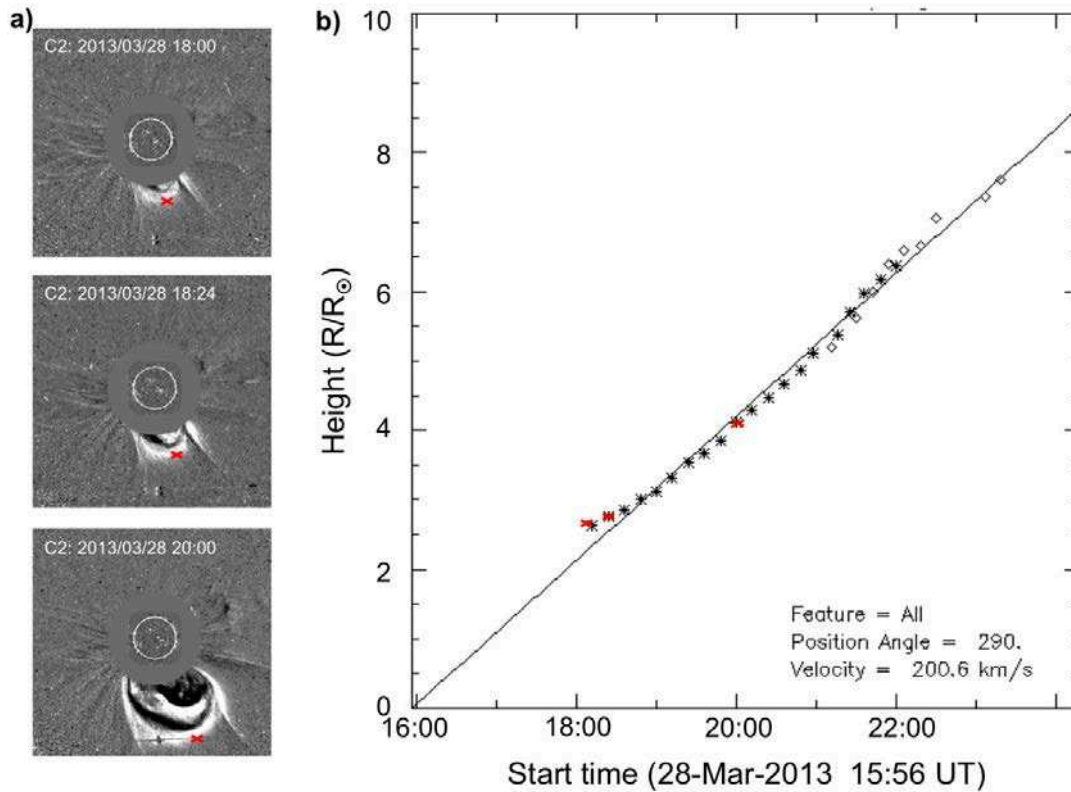 a)
C2: 2013/03/28 18:00
C2: 2013/03/28 18:24
C2: 2013/03/28 20:00
b)
10
8
6
4
2
0
Height (R/R☉)
16:00 18:00 20:00 22:00
Start time (28-Mar-2013 15:56 UT)
Feature = All
Position Angle = 290.
Velocity = 200.6 km/s